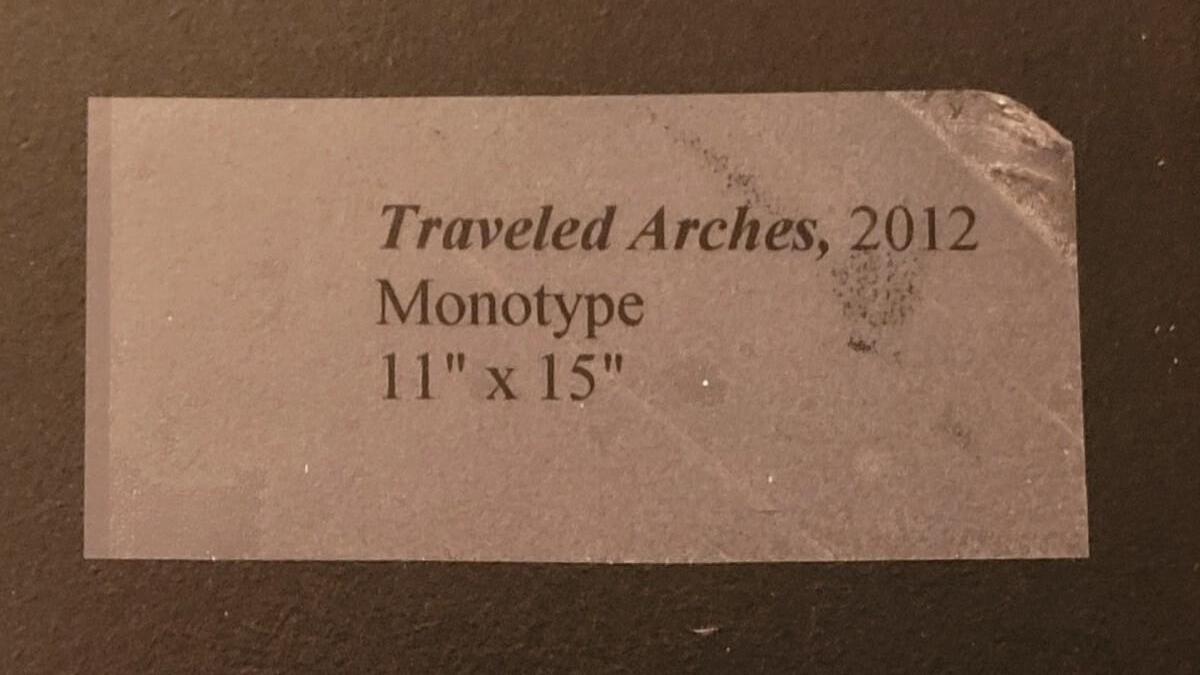 Traveled Arches, 2012
Monotype
11" x 15"